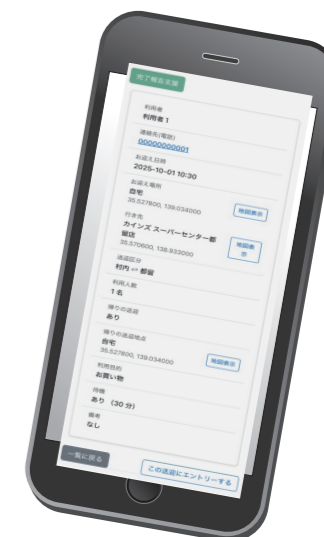 完了報告支援
利用者
利用者 1
連絡先(電話)
00000000001
お迎え日時
2025-10-01 10:30
お迎え場所
自宅
35.527800, 139.034000
地図表示
行き先
カインズ スーパーセンター都
留店
35.570600, 138.933000
地図表
示
送迎区分
村内 ⇌ 都留
利用人数
1 名
帰りの送迎
あり
帰りの送迎地点
自宅
35.527800, 139.034000
地図表示
利用目的
お買い物
待機
あり (30 分)
備考
なし
一覧に戻る
この送迎にエントリーする